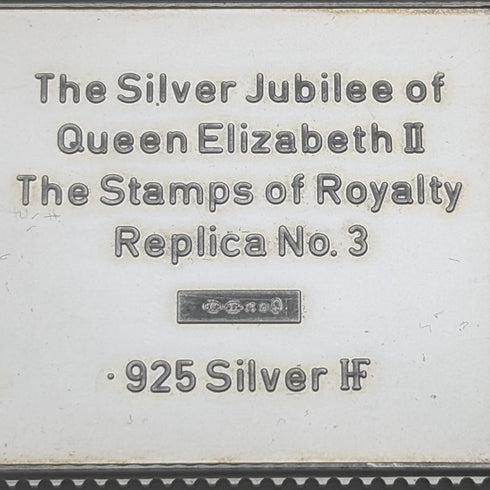 The Silver Jubilee of
Queen Elizabeth II
The Stamps of Royalty
Replica No. 3
·925 Silver HF